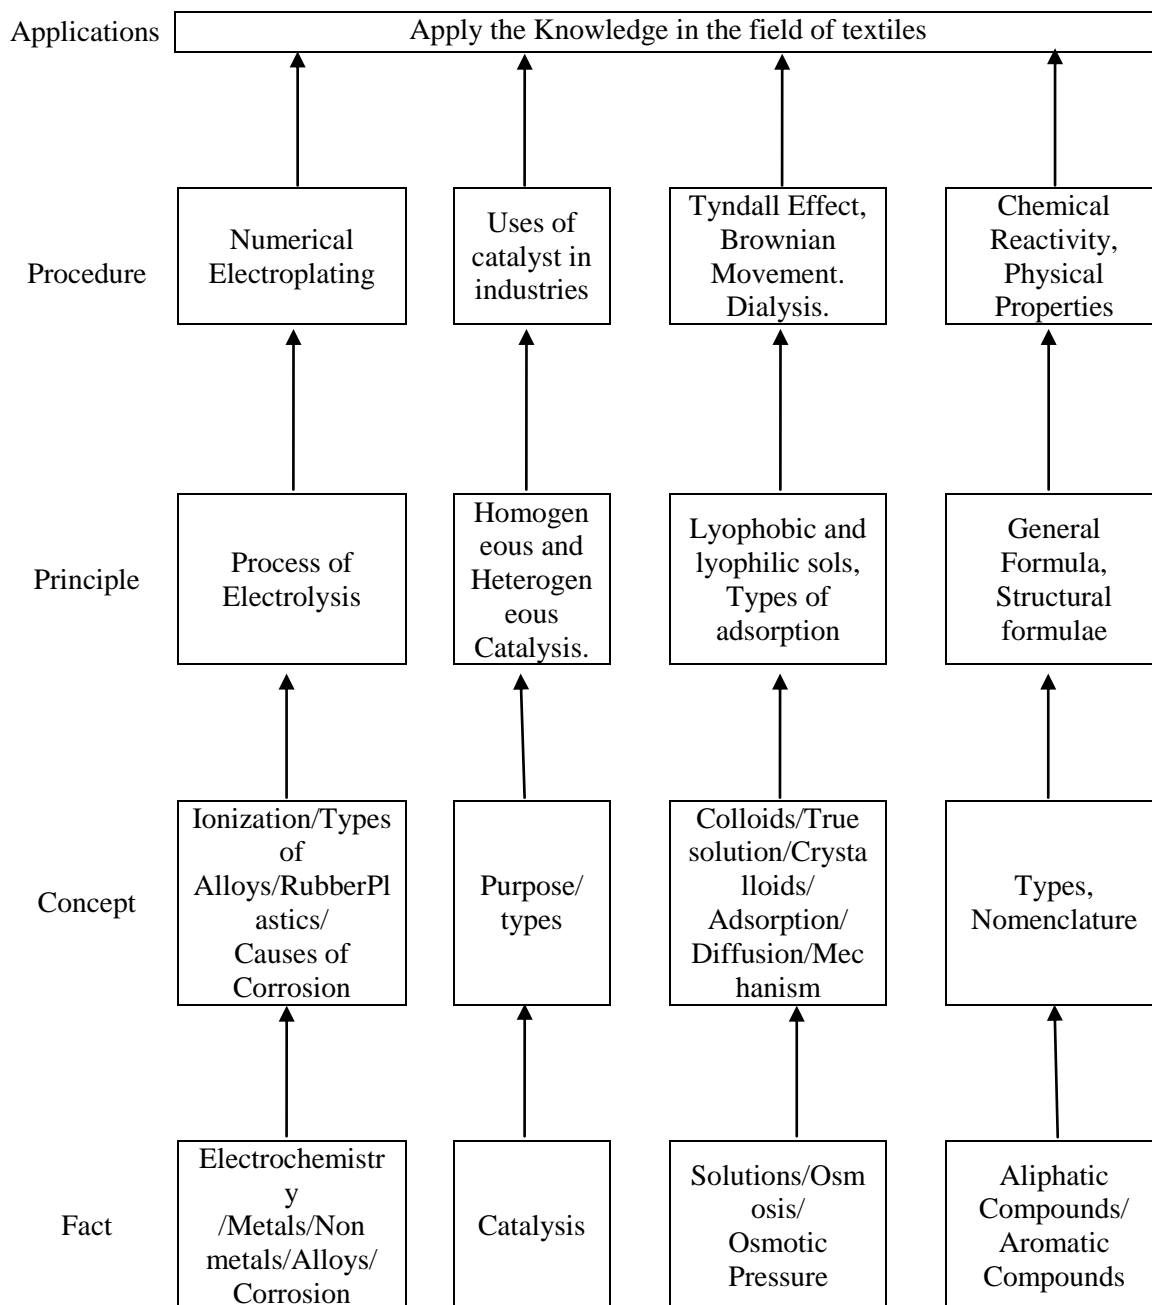 Applications
Apply the Knowledge in the field of textiles
Procedure
Numerical
Electroplating
Uses of
catalyst in
industries
Tyndall Effect,
Brownian
Movement.
Dialysis.
Chemical
Reactivity,
Physical
Properties
Principle
Process of
Electrolysis
Homogen
eous and
Heterogen
eous
Catalysis.
Lyophobic and
lyophilic sols,
Types of
adsorption
General
Formula,
Structural
formulae
Concept
Ionization/Types
of
Alloys/RubberPl
astics/
Causes of
Corrosion
Purpose/
types
Colloids/True
solution/Crysta
lloids/
Adsorption/
Diffusion/Mec
hanism
Types,
Nomenclature
Fact
Electrochemistr
y
/Metals/Non
metals/Alloys/
Corrosion
Catalysis
Solutions/Osm
osis/
Osmotic
Pressure
Aliphatic
Compounds/
Aromatic
Compounds